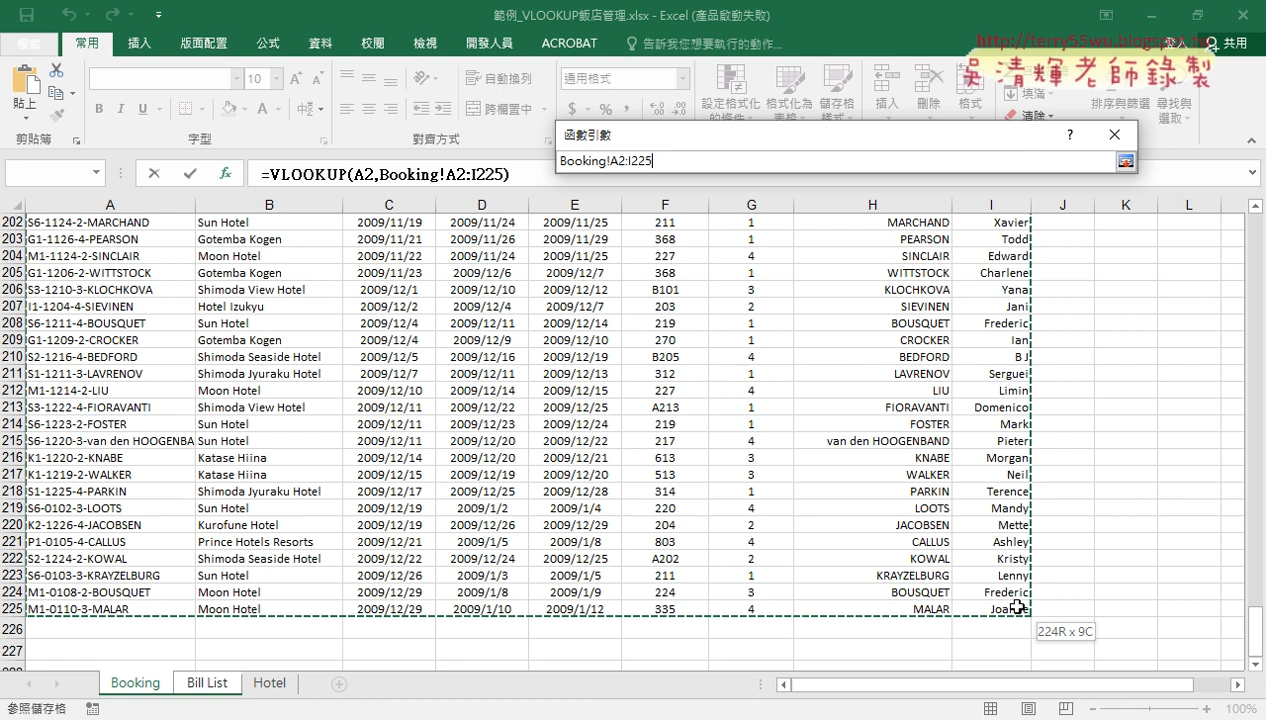 範例_VLOOKUP飯店管理.xlsx - Excel (產品啟動失敗)
檔案 常用 插入 版面配置 公式 資料 校閱 檢視 開發人員 ACROBAT 告訴我您想要執行的動作... 登入 共用
http://terry55wu.blogspot.tw
吳清輝老師錄製
貼上 10 自動換列 通用格式 設定格式化 格式化為 儲存格 插入 刪除 格式 填滿 排序與篩選 尋找與
B I U 跨欄置中 $ % 的條件 表格 樣式 清除 選取
剪貼簿 字型 對齊方式
函數引數 ?
Booking!A2:I225
=VLOOKUP(A2,Booking!A2:I225)
A B C D E F G H I J K L
202 S6-1124-2-MARCHAND Sun Hotel 2009/11/19 2009/11/24 2009/11/25 211 1 MARCHAND Xavier
203 G1-1126-4-PEARSON Gotemba Kogen 2009/11/21 2009/11/26 2009/11/29 368 1 PEARSON Todd
204 M1-1124-2-SINCLAIR Moon Hotel 2009/11/22 2009/11/24 2009/11/25 227 4 SINCLAIR Edward
205 G1-1206-2-WITTSTOCK Gotemba Kogen 2009/11/23 2009/12/6 2009/12/7 368 1 WITTSTOCK Charlene
206 S3-1210-3-KLOCHKOVA Shimoda View Hotel 2009/12/1 2009/12/10 2009/12/12 B101 3 KLOCHKOVA Yana
207 I1-1204-4-SIEVINEN Hotel Izukyu 2009/12/2 2009/12/4 2009/12/7 203 2 SIEVINEN Jani
208 S6-1211-4-BOUSQUET Sun Hotel 2009/12/4 2009/12/11 2009/12/14 219 1 BOUSQUET Frederic
209 G1-1209-2-CROCKER Gotemba Kogen 2009/12/4 2009/12/9 2009/12/10 270 1 CROCKER Ian
210 S2-1216-4-BEDFORD Shimoda Seaside Hotel 2009/12/5 2009/12/16 2009/12/19 B205 4 BEDFORD B J
211 S1-1211-3-LAVRENOV Shimoda Jyuraku Hotel 2009/12/7 2009/12/11 2009/12/13 312 1 LAVRENOV Serguei
212 M1-1214-2-LIU Moon Hotel 2009/12/10 2009/12/14 2009/12/15 227 4 LIU Limin
213 S3-1222-4-FIORAVANTI Shimoda View Hotel 2009/12/11 2009/12/22 2009/12/25 A213 1 FIORAVANTI Domenico
214 S6-1223-2-FOSTER Sun Hotel 2009/12/11 2009/12/23 2009/12/24 219 1 FOSTER Mark
215 S6-1220-3-van den HOOGENBA Sun Hotel 2009/12/11 2009/12/20 2009/12/22 217 4 van den HOOGENBAND Pieter
216 K1-1220-2-KNABE Katase Hiina 2009/12/14 2009/12/20 2009/12/21 613 3 KNABE Morgan
217 K1-1219-2-WALKER Katase Hiina 2009/12/15 2009/12/19 2009/12/20 513 3 WALKER Neil
218 S1-1225-4-PARKIN Shimoda Jyuraku Hotel 2009/12/17 2009/12/25 2009/12/28 314 1 PARKIN Terence
219 S6-0102-3-LOOTS Sun Hotel 2009/12/19 2009/1/2 2009/1/4 220 4 LOOTS Mandy
220 K2-1226-4-JACOBSEN Kurofune Hotel 2009/12/19 2009/12/26 2009/12/29 204 2 JACOBSEN Mette
221 P1-0105-4-CALLUS Prince Hotels Resorts 2009/12/21 2009/1/5 2009/1/8 803 4 CALLUS Ashley
222 S2-1224-2-KOWAL Shimoda Seaside Hotel 2009/12/22 2009/12/24 2009/12/25 A202 2 KOWAL Kristy
223 S6-0103-3-KRAYZELBURG Sun Hotel 2009/12/26 2009/1/3 2009/1/5 211 1 KRAYZELBURG Lenny
224 M1-0108-2-BOUSQUET Moon Hotel 2009/12/29 2009/1/8 2009/1/9 224 3 BOUSQUET Frederic
225 M1-0110-3-MALAR Moon Hotel 2009/12/29 2009/1/10 2009/1/12 335 4 MALAR
226
224R x 9C
227
Booking Bill List Hotel
參照儲存格 100%